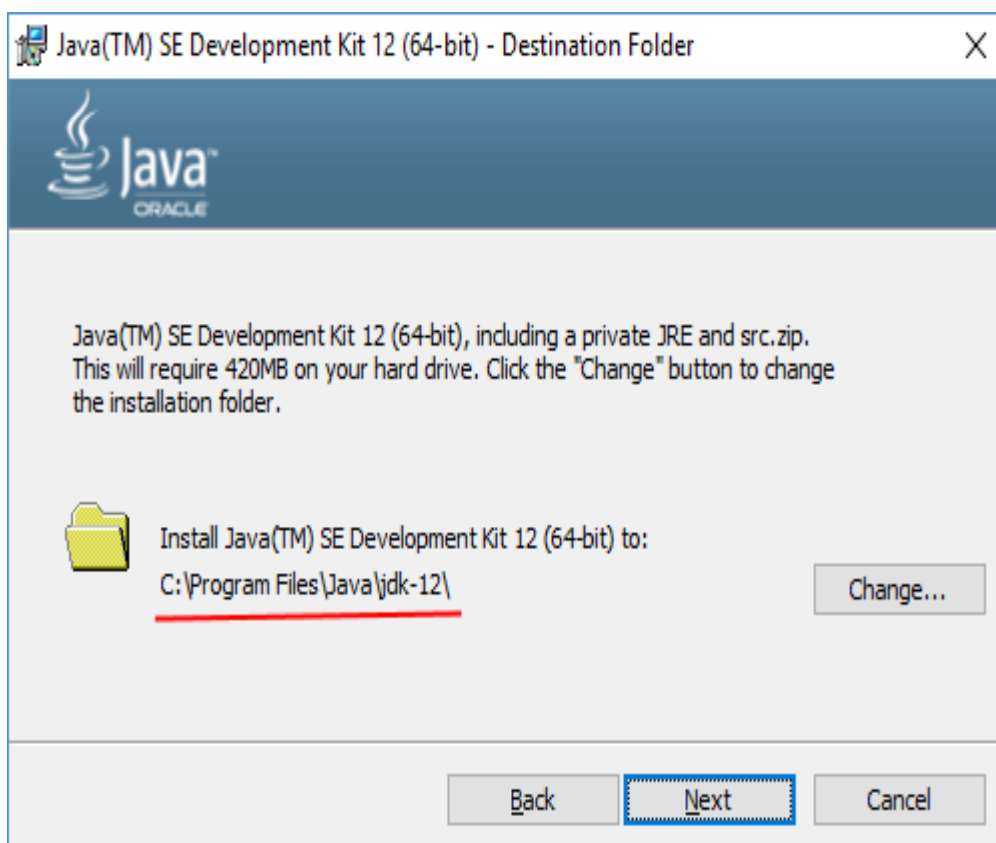 Java(TM) SE Development Kit 12 (64-bit) - Destination Folder
Java™
ORACLE
Java(TM) SE Development Kit 12 (64-bit), including a private JRE and src.zip.
This will require 420MB on your hard drive. Click the "Change" button to change
the installation folder.
Install Java(TM) SE Development Kit 12 (64-bit) to:
C:\Program Files\Java\jdk-12\
Change...
Back
Next
Cancel